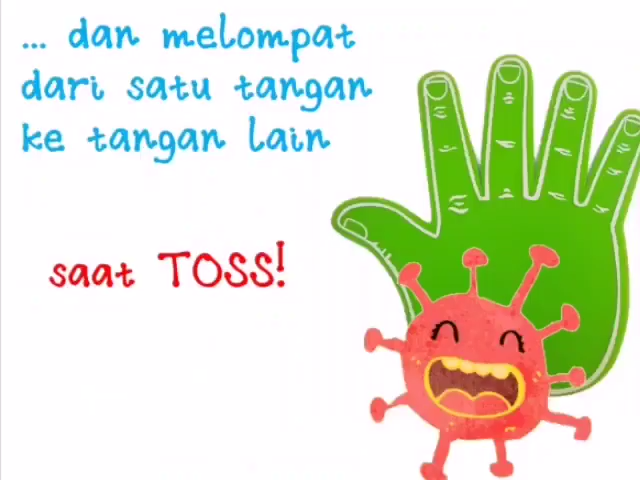 ... dan melompat
dari satu tangan
ke tangan lain
saat TOSS!